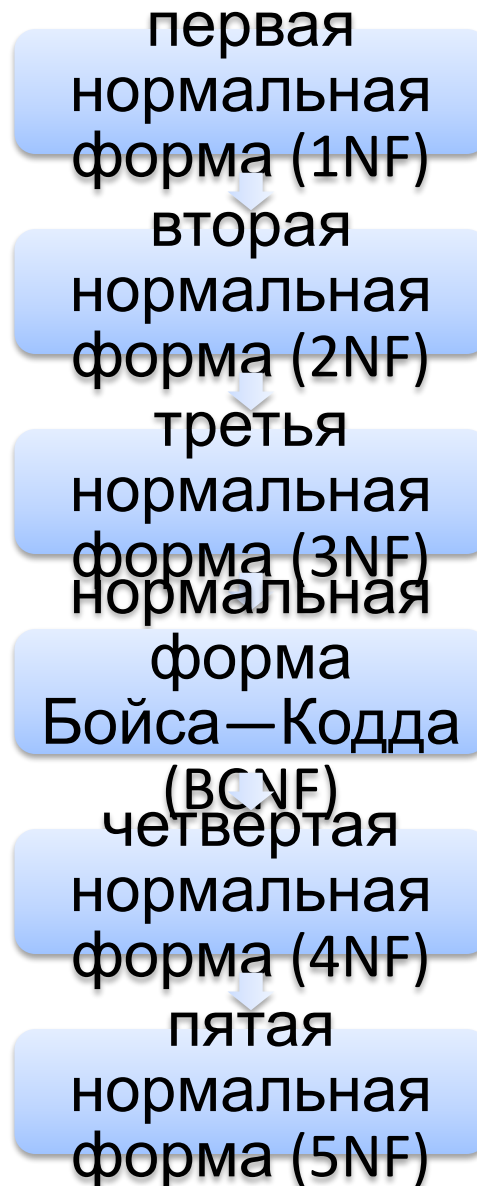 первая
нормальная
форма (1NF)
вторая
нормальная
форма (2NF)
третья
нормальная
форма (3NF)
нормальная
форма
Бойса—Кодда
(BCNF)
четвертая
нормальная
форма (4NF)
пятая
нормальная
форма (5NF)